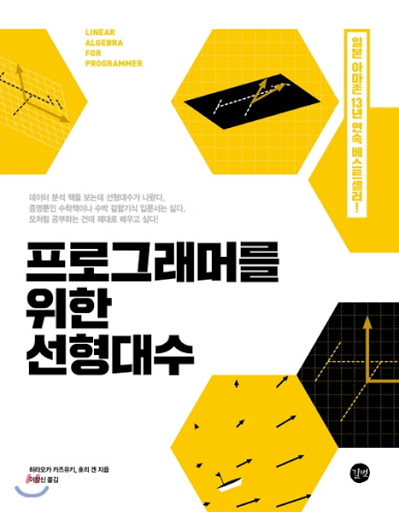 LINEAR
ALGEBRA
FOR
PROGRAMMER
일본 아마존 13년 연속 베스트셀러!
데이터 분석 책을 보는데 선형대수가 나왔다.
증명뿐인 수학책이나 수박 겉핥기식 입문서는 싫다.
모처럼 공부하는 건데 제대로 배우고 싶다!
프로그래머를
위한
선형대수
히라오카 카즈유키, 호리 겐 지음
이창신 옮김
길벗